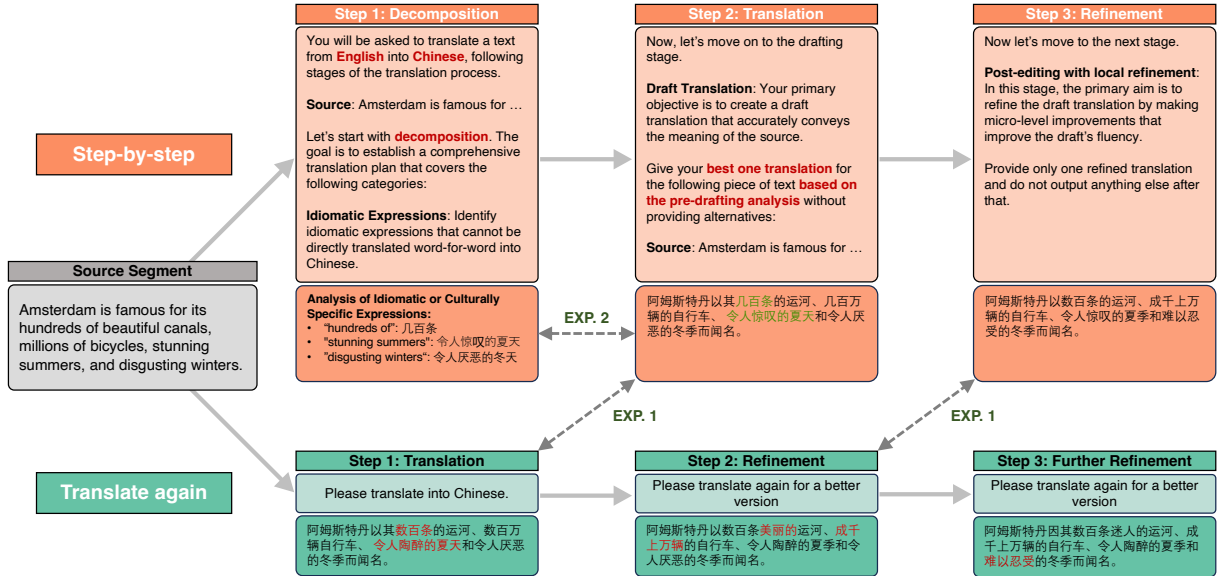 Step-by-step
Source Segment
Amsterdam is famous for its
hundreds of beautiful canals,
millions of bicycles, stunning
summers, and disgusting winters.
Translate again
Step 1: Decomposition
You will be asked to translate a text
from English into Chinese, following
stages of the translation process.
Source: Amsterdam is famous for …
Let's start with decomposition. The
goal is to establish a comprehensive
translation plan that covers the
following categories:
Idiomatic Expressions: Identify
idiomatic expressions that cannot be
directly translated word-for-word into
Chinese.
Analysis of Idiomatic or Culturally
Specific Expressions:
• “hundreds of”: 几百条
• "stunning summers": 令人惊叹的夏天
• "disgusting winters“: 令人厌恶的冬天
EXP. 2
Step 2: Translation
Now, let's move on to the drafting
stage.
Draft Translation: Your primary
objective is to create a draft
translation that accurately conveys
the meaning of the source.
Give your best one translation for
the following piece of text based on
the pre-drafting analysis without
providing alternatives:
Source: Amsterdam is famous for …
阿姆斯特丹以其几百条的运河、几百万
辆的自行车、 令人惊叹的夏天和令人厌
恶的冬季而闻名。
Step 3: Refinement
Now let's move to the next stage.
Post-editing with local refinement:
In this stage, the primary aim is to
refine the draft translation by making
micro-level improvements that
improve the draft's fluency.
Provide only one refined translation
and do not output anything else after
that.
阿姆斯特丹以数百条的运河、成千上万
辆的自行车、令人惊叹的夏季和难以忍
受的冬季而闻名。
EXP. 1
EXP. 1
Step 1: Translation
Please translate into Chinese.
阿姆斯特丹以其数百条的运河、数百万
辆自行车、 令人陶醉的夏天和令人厌恶
的冬季而闻名。
Step 2: Refinement
Please translate again for a better
version
阿姆斯特丹以数百条美丽的运河、成千
上万辆的自行车、令人陶醉的夏季和令
人厌恶的冬季而闻名。
Step 3: Further Refinement
Please translate again for a better
version
阿姆斯特丹因其数百条迷人的运河、成
千上万辆的自行车、令人陶醉的夏季和
难以忍受的冬季而闻名。